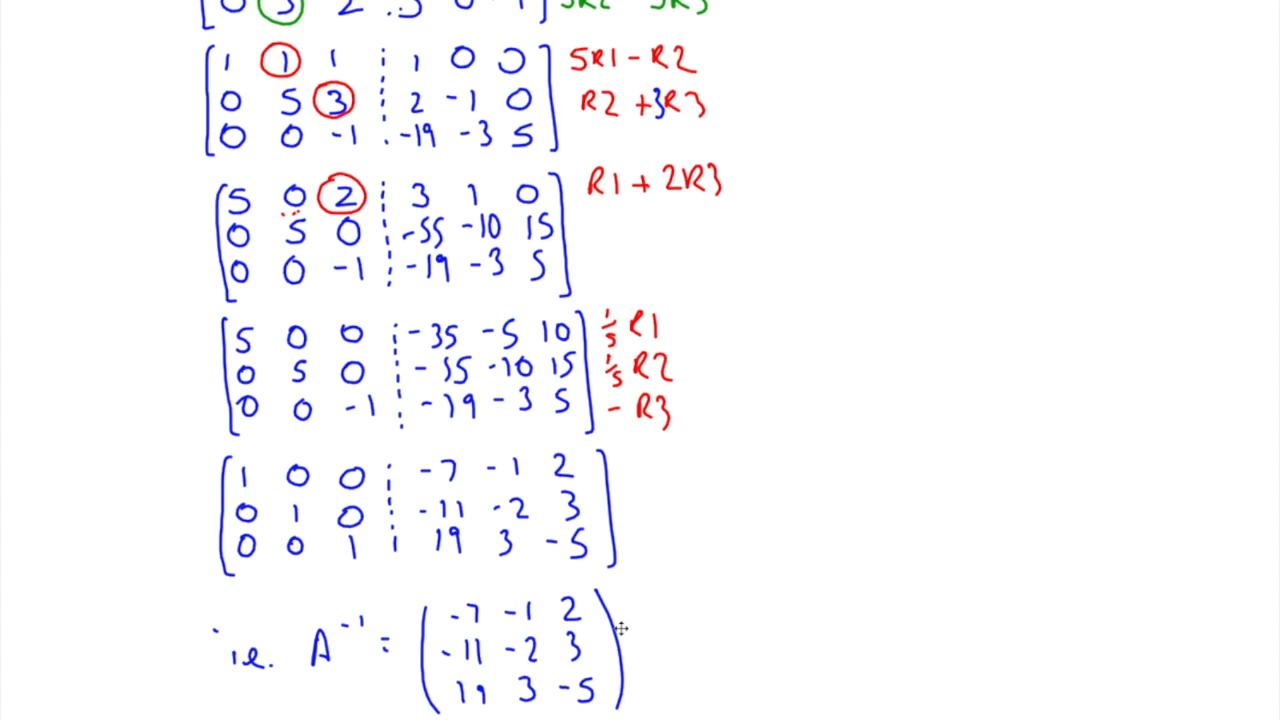 1 1 1 1 0 0 5R1 - R2
0 5 3 2 -1 0 R2 + 3R3
0 0 -1 -19 -3 5
5 0 2 3 1 0 R1 + 2R3
0 5 0 -55 -10 15
0 0 -1 -19 -3 5
5 0 0 -35 -5 10 1/5 R1
0 5 0 -55 -10 15 1/5 R2
0 0 -1 -19 -3 5 - R3
1 0 0 -7 -1 2
0 1 0 -11 -2 3
0 0 1 19 3 -5
i.e. A⁻¹ =
-7 -1 2
-11 -2 3
19 3 -5